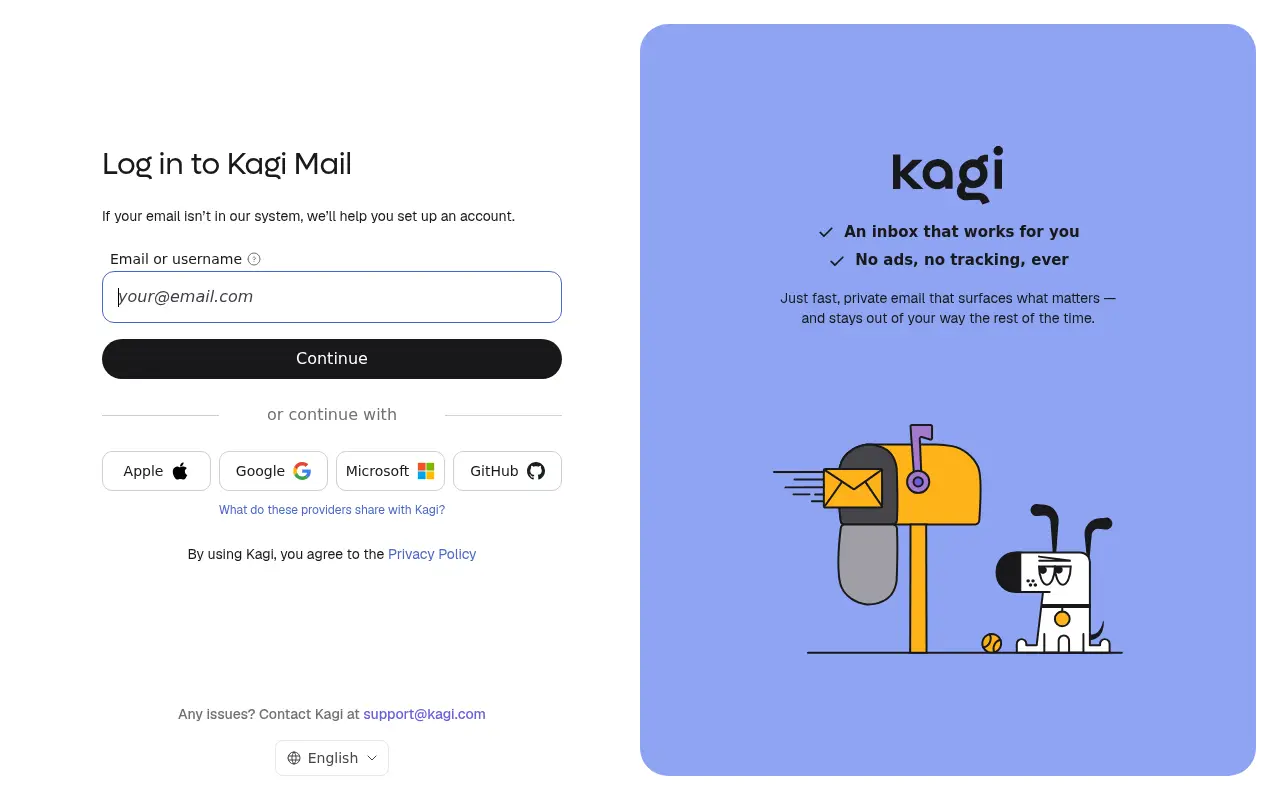 Log in to Kagi Mail
If your email isn’t in our system, we’ll help you set up an account.
Email or username ?
your@email.com
Continue
or continue with
Apple
Google
Microsoft
GitHub
What do these providers share with Kagi?
By using Kagi, you agree to the Privacy Policy
Any issues? Contact Kagi at support@kagi.com
English
kagi
An inbox that works for you
No ads, no tracking, ever
Just fast, private email that surfaces what matters —
and stays out of your way the rest of the time.